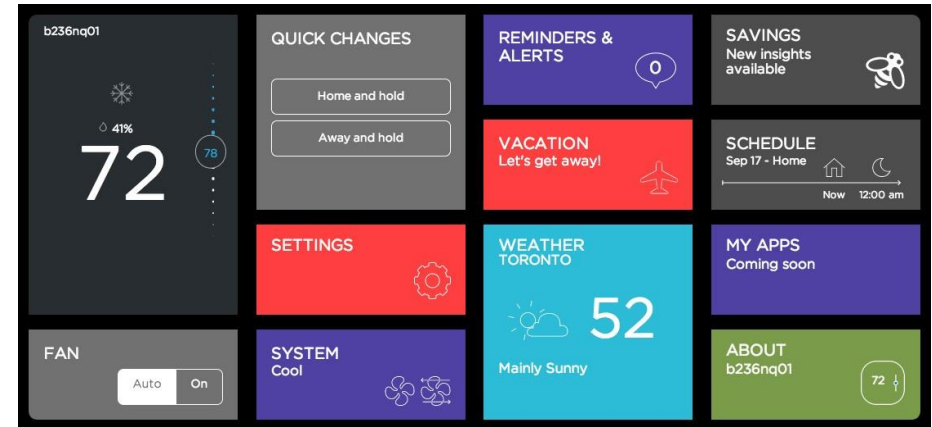 b236nq01
41%
72
78
FAN
Auto
On
QUICK CHANGES
Home and hold
Away and hold
SETTINGS
SYSTEM
Cool
REMINDERS &
ALERTS
0
VACATION
Let's get away!
WEATHER
TORONTO
52
Mainly Sunny
SAVINGS
New insights
available
SCHEDULE
Sep 17 - Home
Now
12:00 am
MY APPS
Coming soon
ABOUT
b236nq01
72